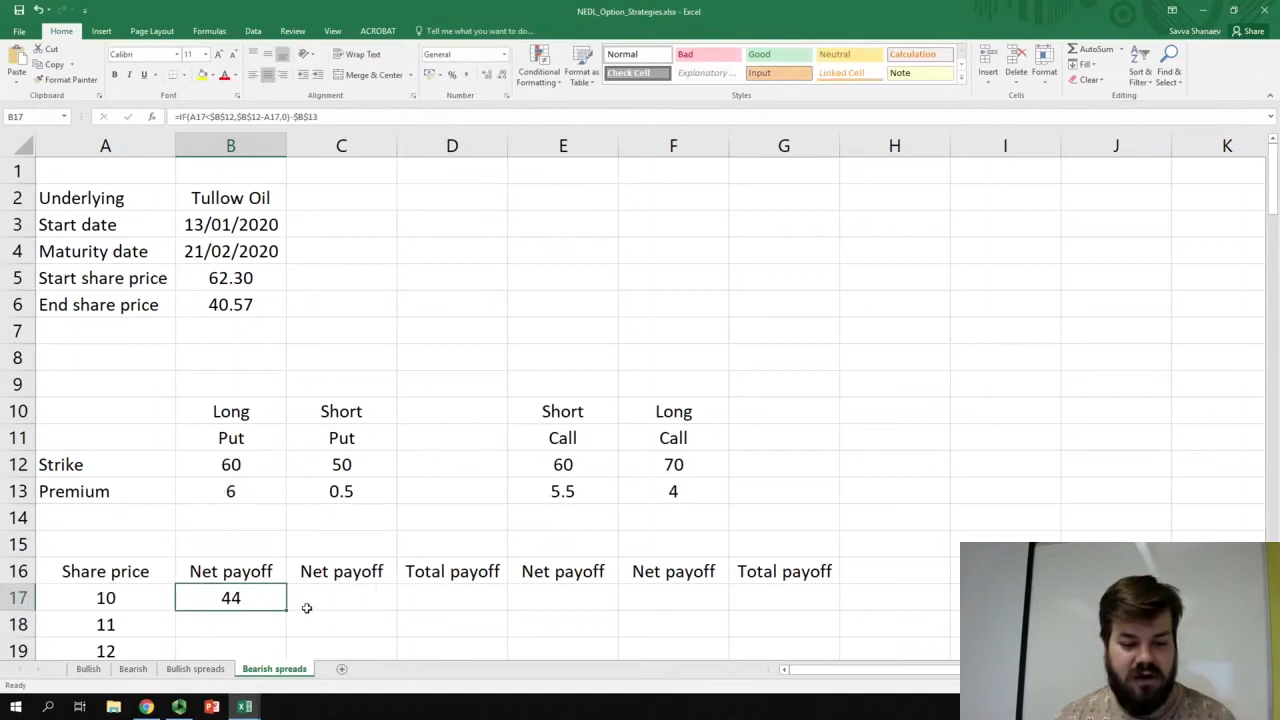 NEDL_Option_Strategies.xlsx - Excel
File Home Insert Page Layout Formulas Data Review View ACROBAT Tell me what you want to do... Savva Shanaev Share
Paste Cut Copy Format Painter Clipboard
Calibri 11 Font
Wrap Text Merge & Center Alignment
General Number
Conditional Formatting Format as Table
Normal Bad Good Neutral Calculation
Check Cell Explanatory ... Input Linked Cell Note
Styles
Insert Delete Format Cells
AutoSum Fill Clear Sort & Filter Find & Select Editing
B17 =IF(A17<$B$12,$B$12-A17,0)-$B$13
A B C D E F G H I J K
1
2 Underlying Tullow Oil
3 Start date 13/01/2020
4 Maturity date 21/02/2020
5 Start share price 62.30
6 End share price 40.57
7
8
9
10 Long Short Short Long
11 Put Put Call Call
12 Strike 60 50 60 70
13 Premium 6 0.5 5.5 4
14
15
16 Share price Net payoff Net payoff Total payoff Net payoff Net payoff Total payoff
17 10 44
18 11
19 12
Bullish Bearish Bullish spreads Bearish spreads
Ready